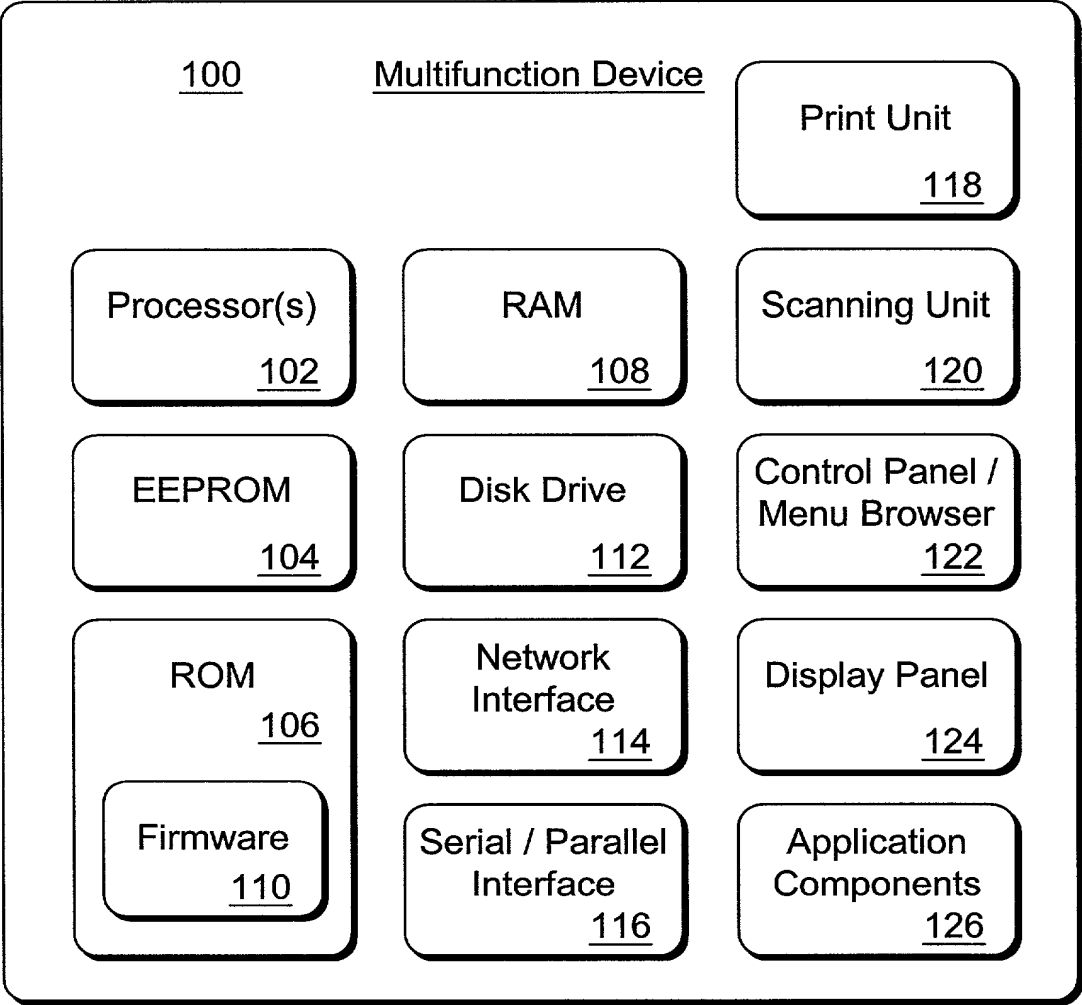 100
Multifunction Device
Print Unit
118
Processor(s)
102
RAM
108
Scanning Unit
120
EEPROM
104
Disk Drive
112
Control Panel /
Menu Browser
122
ROM
106
Firmware
110
Network
Interface
114
Display Panel
124
Serial / Parallel
Interface
116
Application
Components
126